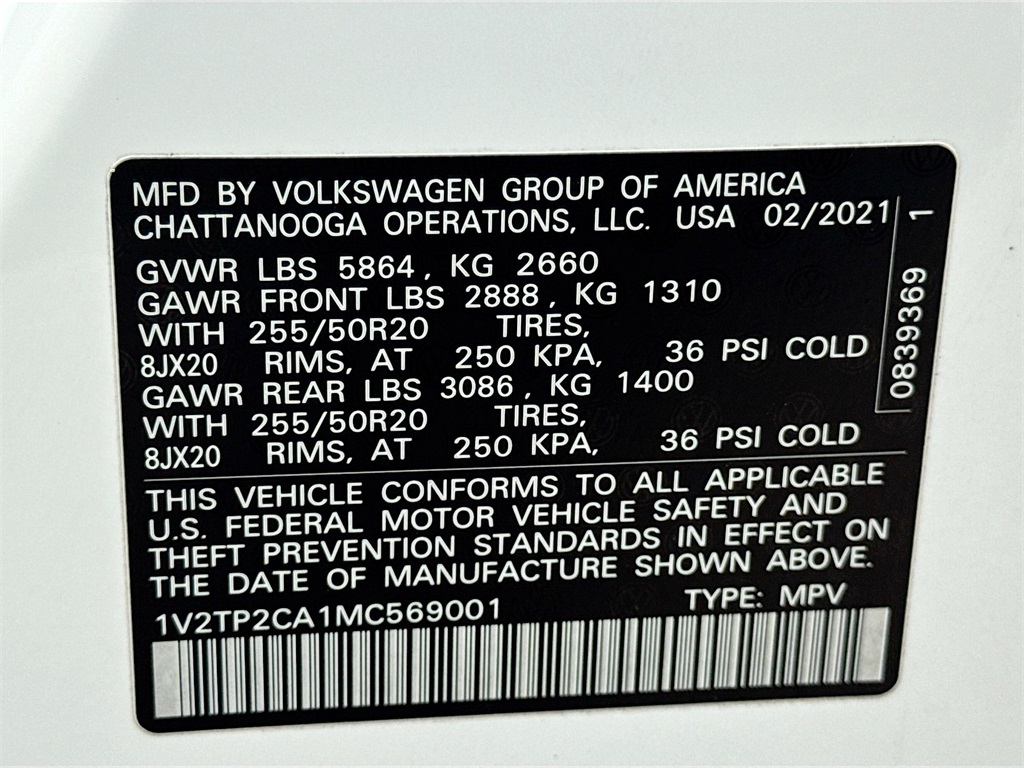 MFD BY VOLKSWAGEN GROUP OF AMERICA
CHATTANOOGA OPERATIONS, LLC. USA 02/2021
GVWR LBS 5864, KG 2660
GAWR FRONT LBS 2888, KG 1310
WITH 255/50R20 TIRES,
8JX20 RIMS, AT 250 KPA, 36 PSI COLD
GAWR REAR LBS 3086, KG 1400
WITH 255/50R20 TIRES,
8JX20 RIMS, AT 250 KPA, 36 PSI COLD
0839369 1
THIS VEHICLE CONFORMS TO ALL APPLICABLE
U.S. FEDERAL MOTOR VEHICLE SAFETY AND
THEFT PREVENTION STANDARDS IN EFFECT ON
THE DATE OF MANUFACTURE SHOWN ABOVE.
1V2TP2CA1MC569001 TYPE: MPV